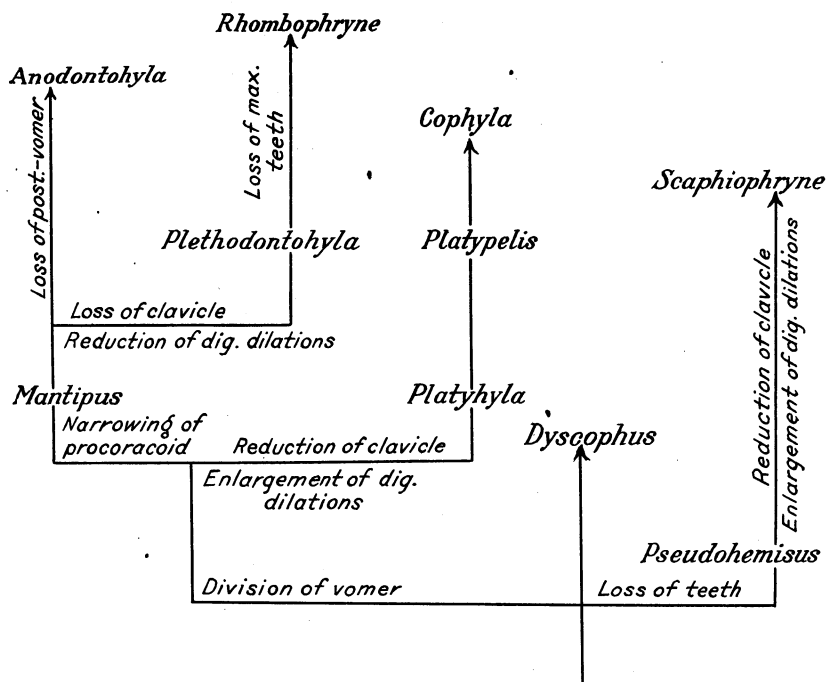 Rhombophryne
Anodontohyla
Loss of post.-vomer
Loss of max.
teeth
Cophyla
Scaphiophryne
Plethodontohyla
Platypelis
Loss of clavicle
Reduction of dig. dilations
Reduction of clavicle
Enlargement of dig. dilations
Mantipus
Platyhyla
Narrowing of
procoracoid
Reduction of clavicle
Dyscophus
Enlargement of dig.
dilations
Pseudohemisus
Division of vomer
Loss of teeth